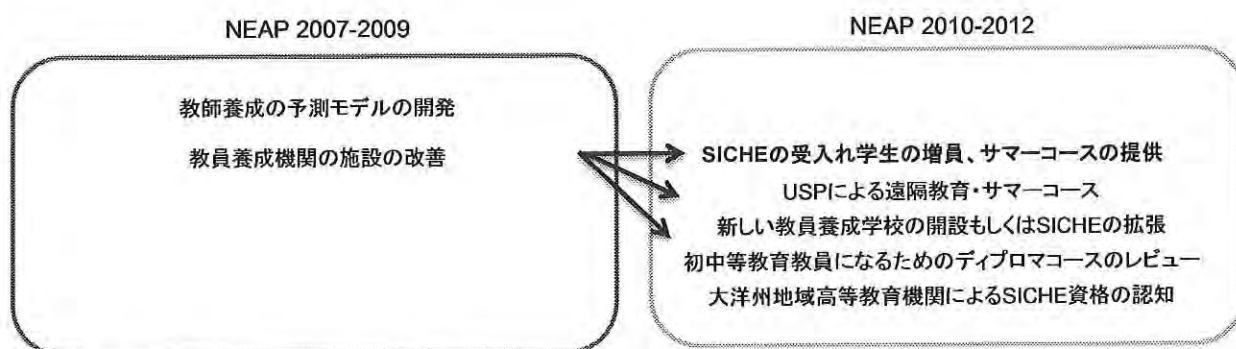 NEAP 2007-2009
教師養成の予測モデルの開発
教員養成機関の施設の改善
NEAP 2010-2012
SICHEの受入れ学生の増員、サマーコースの提供
USPによる遠隔教育・サマーコース
新しい教員養成学校の開設もしくはSICHEの拡張
初中等教育教員になるためのディプロマコースのレビュー
大洋州地域高等教育機関によるSICHE資格の認知